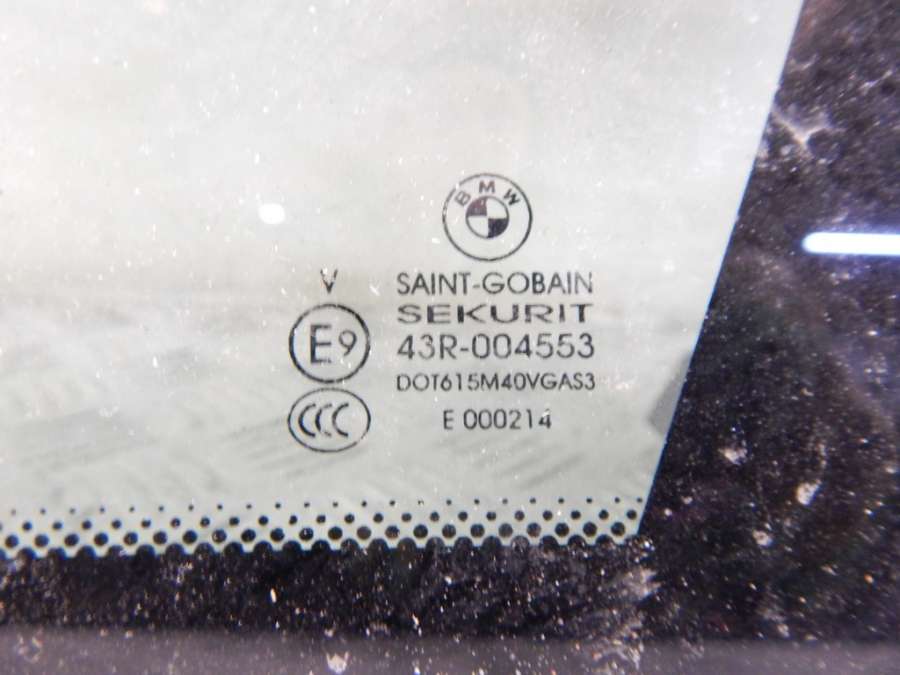 BMW
V SAINT-GOBAIN
SEKURIT
E9 43R-004553
DOT615M40VGAS3
CCC E 000214